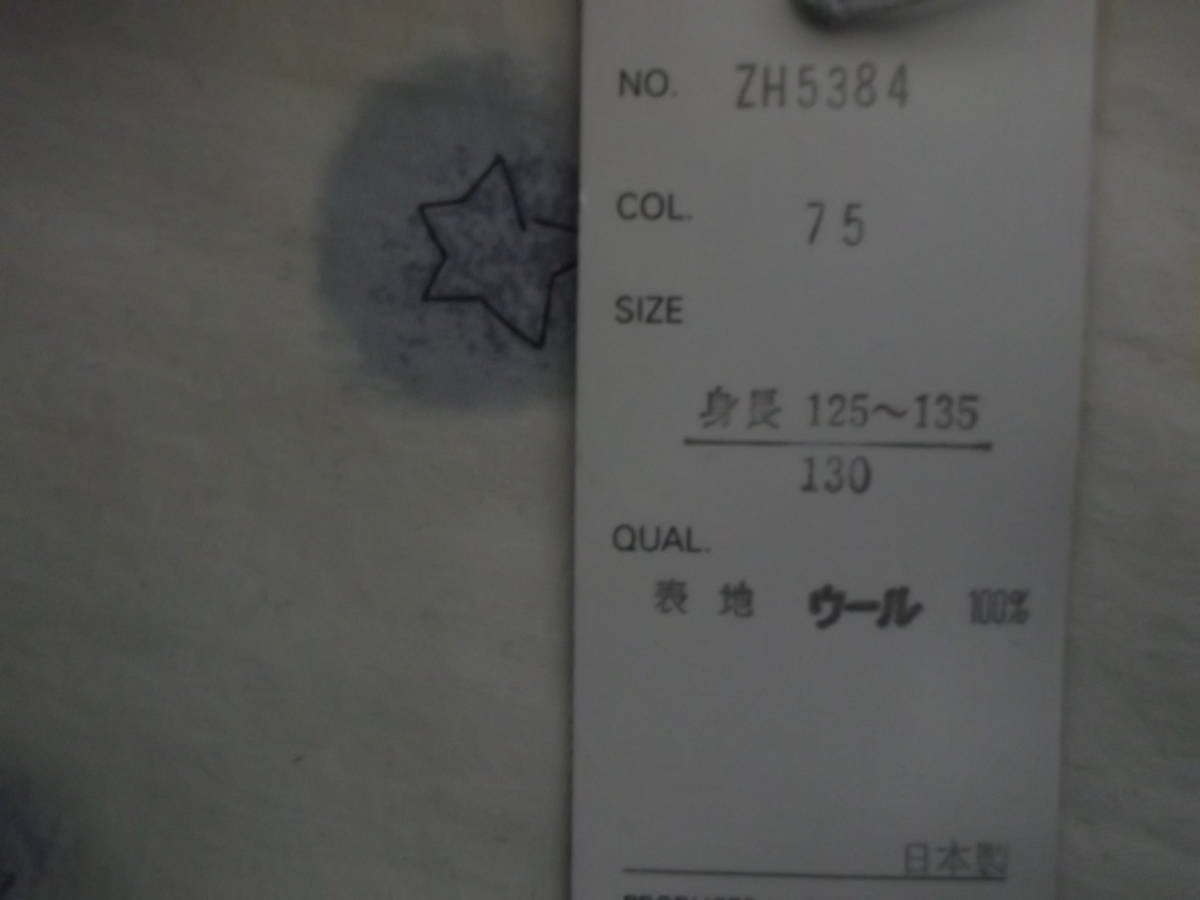 NO. ZH5384
COL. 75
SIZE
身長 125〜135
130
QUAL.
表地 ウール 100%
日本製